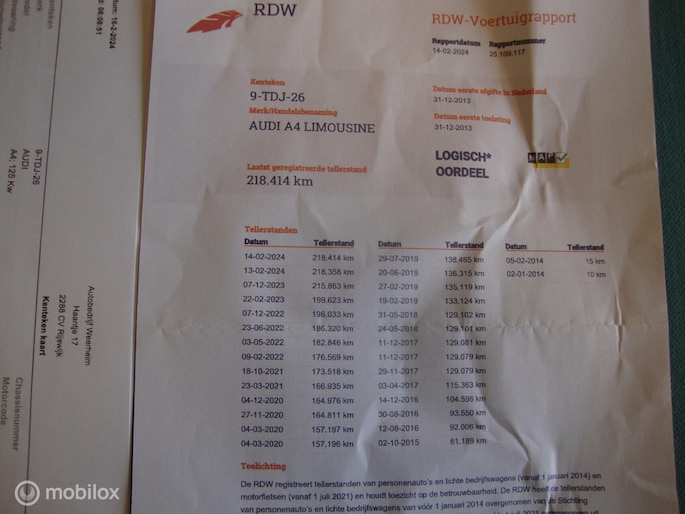 RDW
RDW-Voertuigrapport
Rapportdatum Rapportnummer
14-02-2024 25.109.117
Kenteken
9-TDJ-26
Merk/Handelsbenaming
AUDI A4 LIMOUSINE
Datum eerste afgifte in Nederland
31-12-2013
Datum eerste toelating
31-12-2013
Laatst geregistreerde tellerstand
218.414 km
LOGISCH*
OORDEEL
NAP
Tellerstanden
Datum Tellerstand Datum Tellerstand Datum Tellerstand
14-02-2024 218.414 km 29-07-2019 138.465 km 05-02-2014 15 km
13-02-2024 218.358 km 20-06-2019 136.315 km 02-01-2014 10 km
07-12-2023 215.863 km 27-02-2019 135.119 km
22-02-2023 199.623 km 19-02-2019 133.124 km
07-12-2022 196.033 km 31-05-2018 129.102 km
23-06-2022 186.320 km 24-05-2018 129.101 km
03-05-2022 182.846 km 11-12-2017 129.081 km
09-02-2022 176.569 km 11-12-2017 129.079 km
18-10-2021 173.518 km 29-11-2017 129.079 km
23-03-2021 166.935 km 03-04-2017 115.363 km
04-12-2020 164.976 km 14-12-2016 104.596 km
27-11-2020 164.811 km 30-08-2016 93.550 km
04-03-2020 157.197 km 12-08-2016 92.006 km
04-03-2020 157.196 km 02-10-2015 61.189 km
Toelichting
De RDW registreert tellerstanden van personenauto's en lichte bedrijfswagens (vanaf 1 januari 2014) en
motorfietsen (vanaf 1 juli 2021) en houdt toezicht op de betrouwbaarheid. De RDW heeft de tellerstanden
van personenauto's en lichte bedrijfswagens van vóór 1 januari 2014 overgenomen van de Stichting
16-2-2024
06:08:51
9-TDJ-26
AUDI
A4; 125 Kw
Autobedrijf Weerheim
Haantje 17
2288 CV Rijswijk
Kenteken kaart
Chassisnummer
Motorcode
mobilox